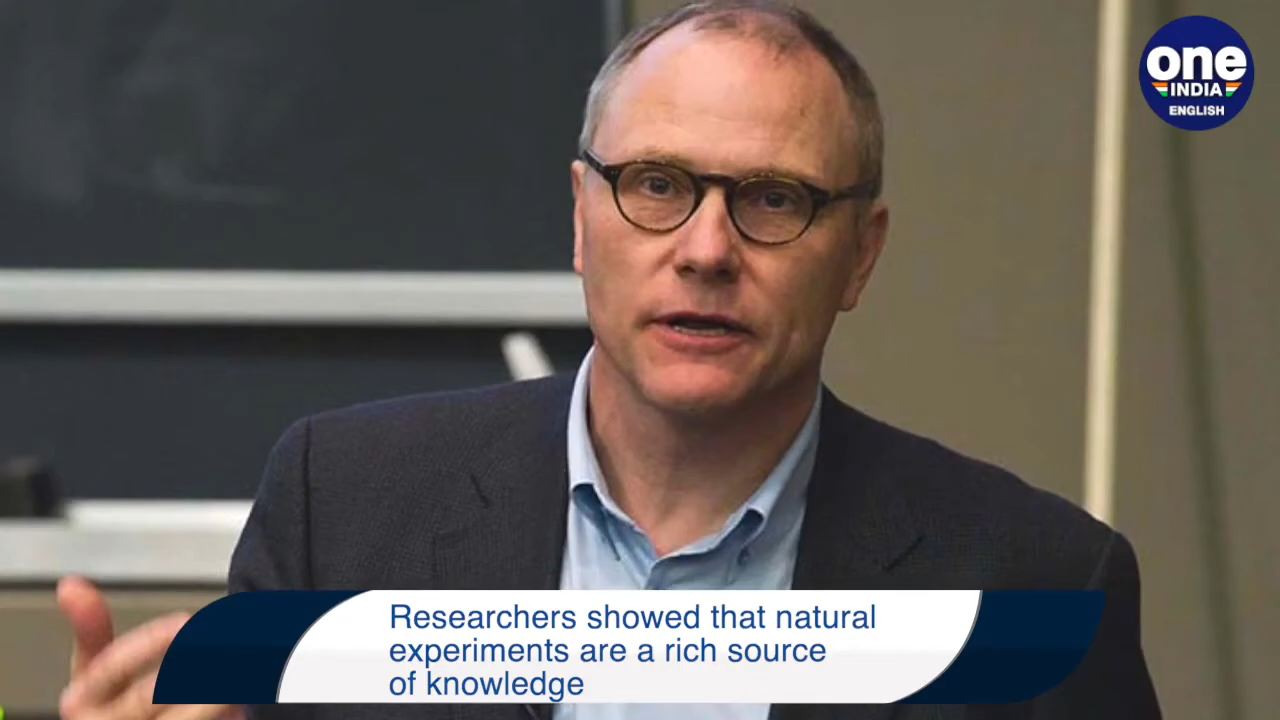 one
INDIA
ENGLISH
Researchers showed that natural
experiments are a rich source
of knowledge